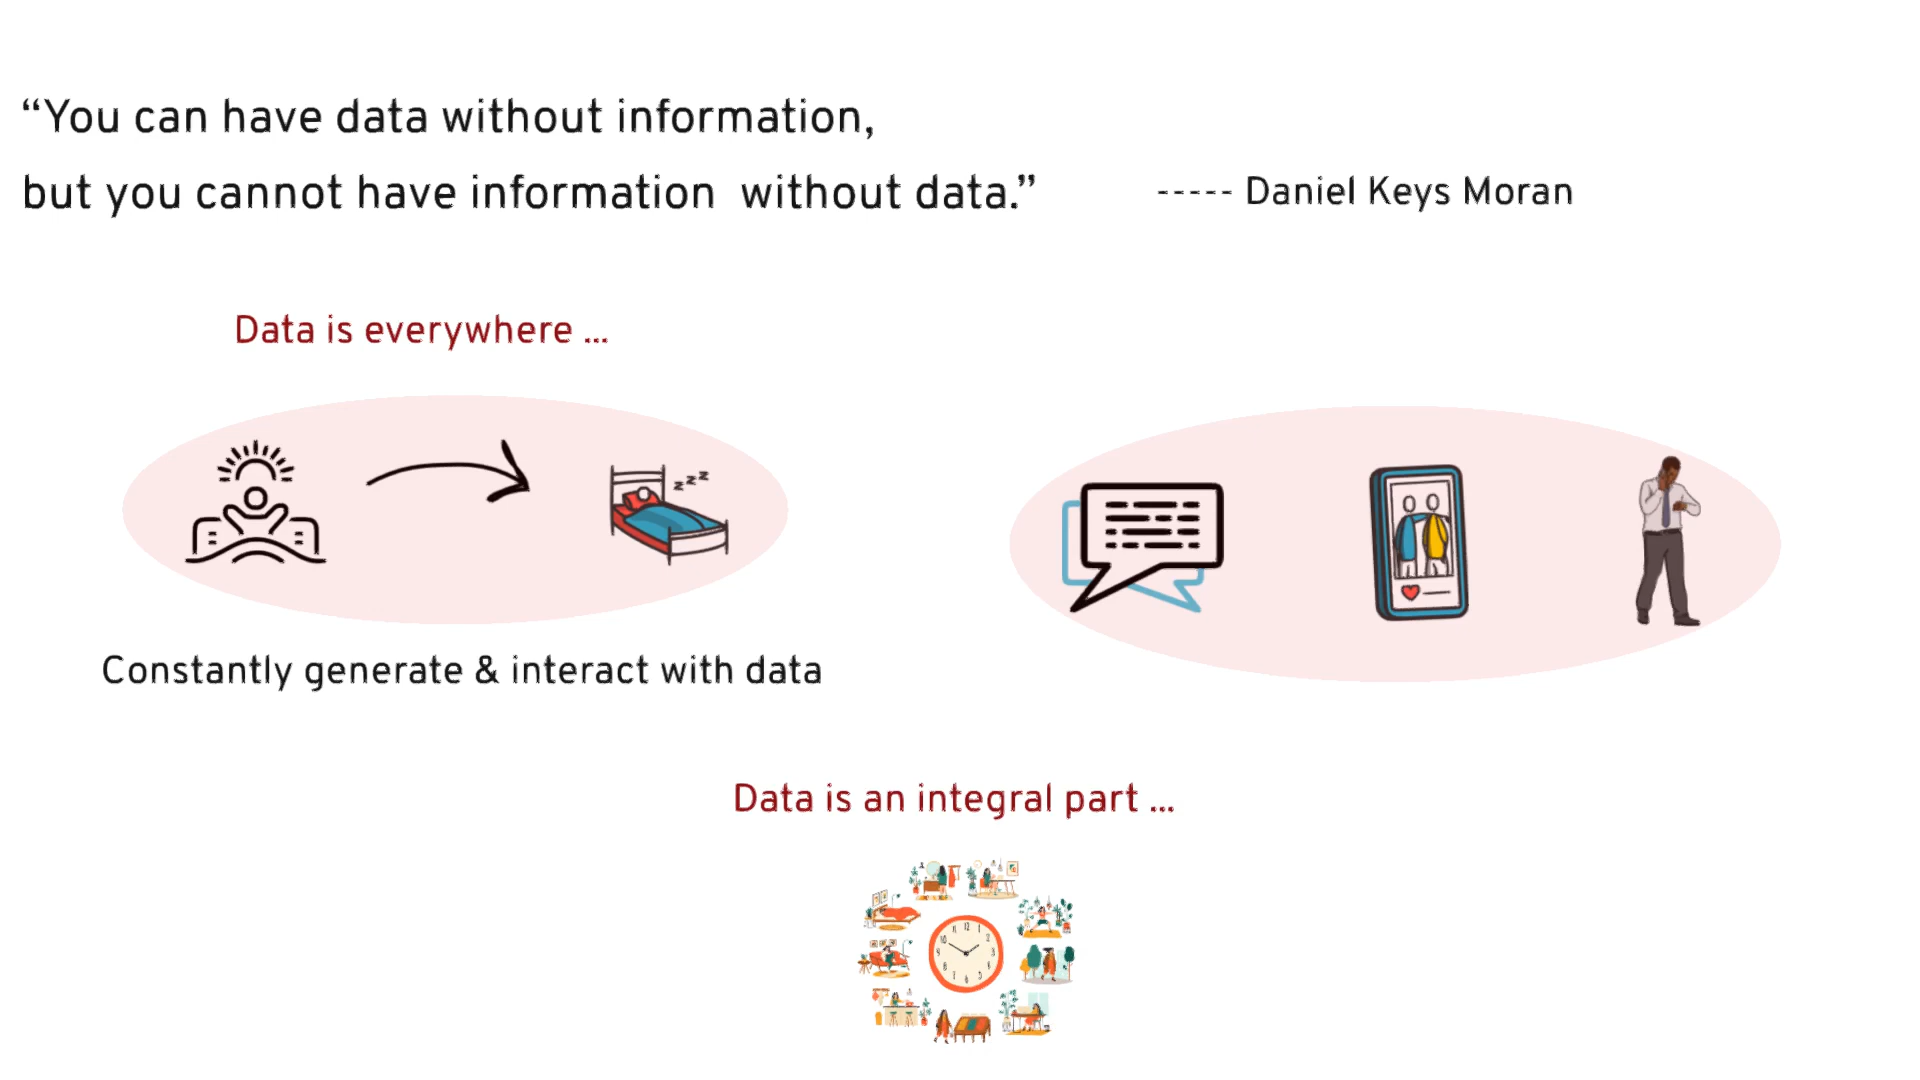 “You can have data without information,
but you cannot have information without data.” ----- Daniel Keys Moran
Data is everywhere ...
z z z
Constantly generate & interact with data
Data is an integral part ...